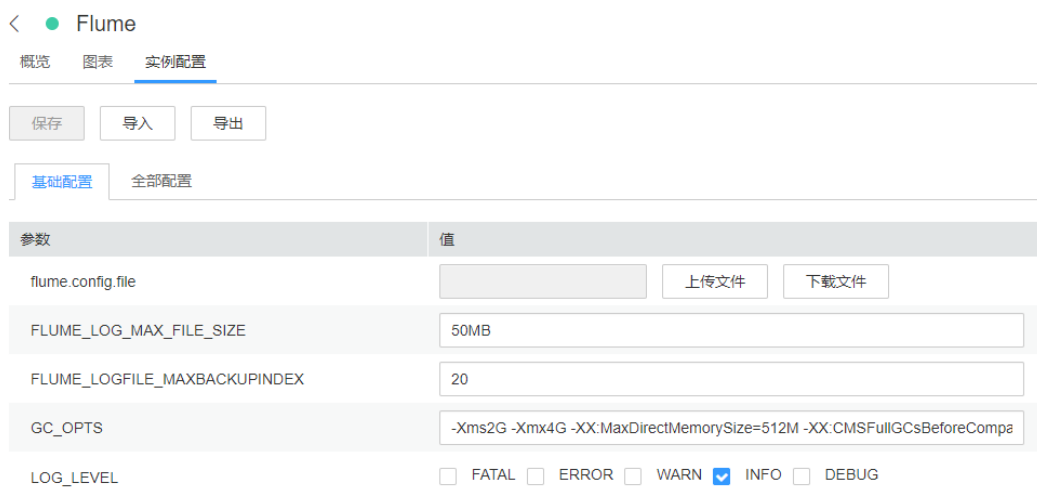 Flume
概览 图表 实例配置
保存 导入 导出
基础配置 全部配置
参数 值
flume.config.file 上传文件 下载文件
FLUME_LOG_MAX_FILE_SIZE 50MB
FLUME_LOGFILE_MAXBACKUPINDEX 20
GC_OPTS -Xms2G -Xmx4G -XX:MaxDirectMemorySize=512M -XX:CMSFullGCsBeforeCompa
LOG_LEVEL FATAL ERROR WARN INFO DEBUG